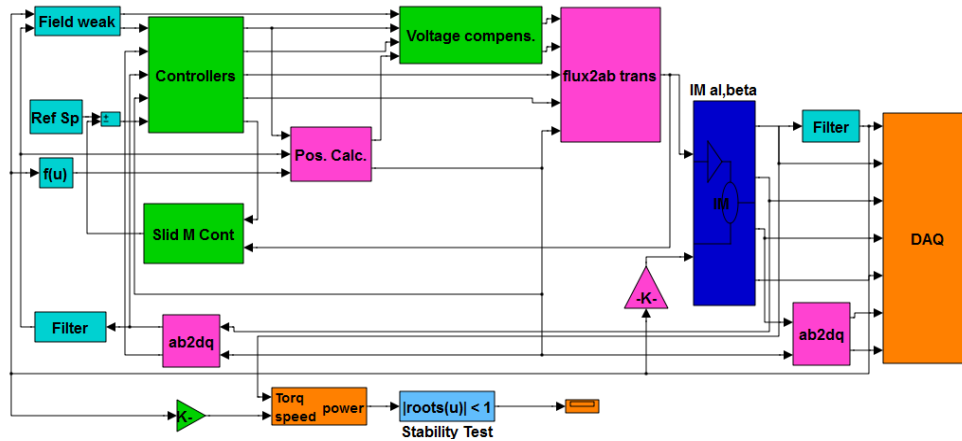 Field weak
Controllers
Voltage compens.
flux2ab trans
IM al,beta
Ref Sp
±
Filter
Pos. Calc.
f(u)
IM
Slid M Cont
DAQ
-K-
Filter
ab2dq
ab2dq
K-
Torq
speed
power
|roots(u)| < 1
Stability Test